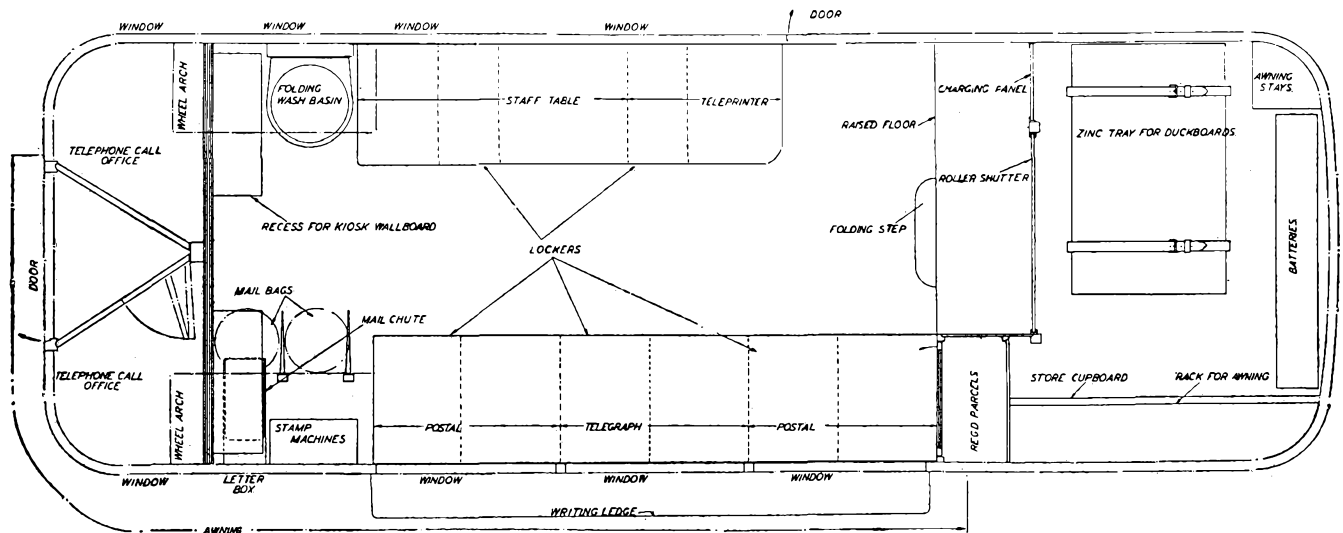 WINDOW
WINDOW
WINDOW
WINDOW
DOOR
WHEEL ARCH
FOLDING
WASH BASIN
STAFF TABLE
TELEPRINTER
CHARGING PANEL
AWNING
STAYS.
RAISED FLOOR
ZINC TRAY FOR DUCKBOARDS.
TELEPHONE CALL
OFFICE
ROLLER SHUTTER
RECESS FOR KIOSK WALLBOARD
FOLDING STEP
LOCKERS
DOOR
BATTERIES
MAIL BAGS
MAIL CHUTE
TELEPHONE CALL
OFFICE
WHEEL ARCH
STORE CUPBOARD
RACK FOR AWNING
STAMP
MACHINES
POSTAL
TELEGRAPH
POSTAL
REGD PARCELS
WINDOW
LETTER
BOX
WINDOW
WINDOW
WINDOW
WRITING LEDGE
AWNING